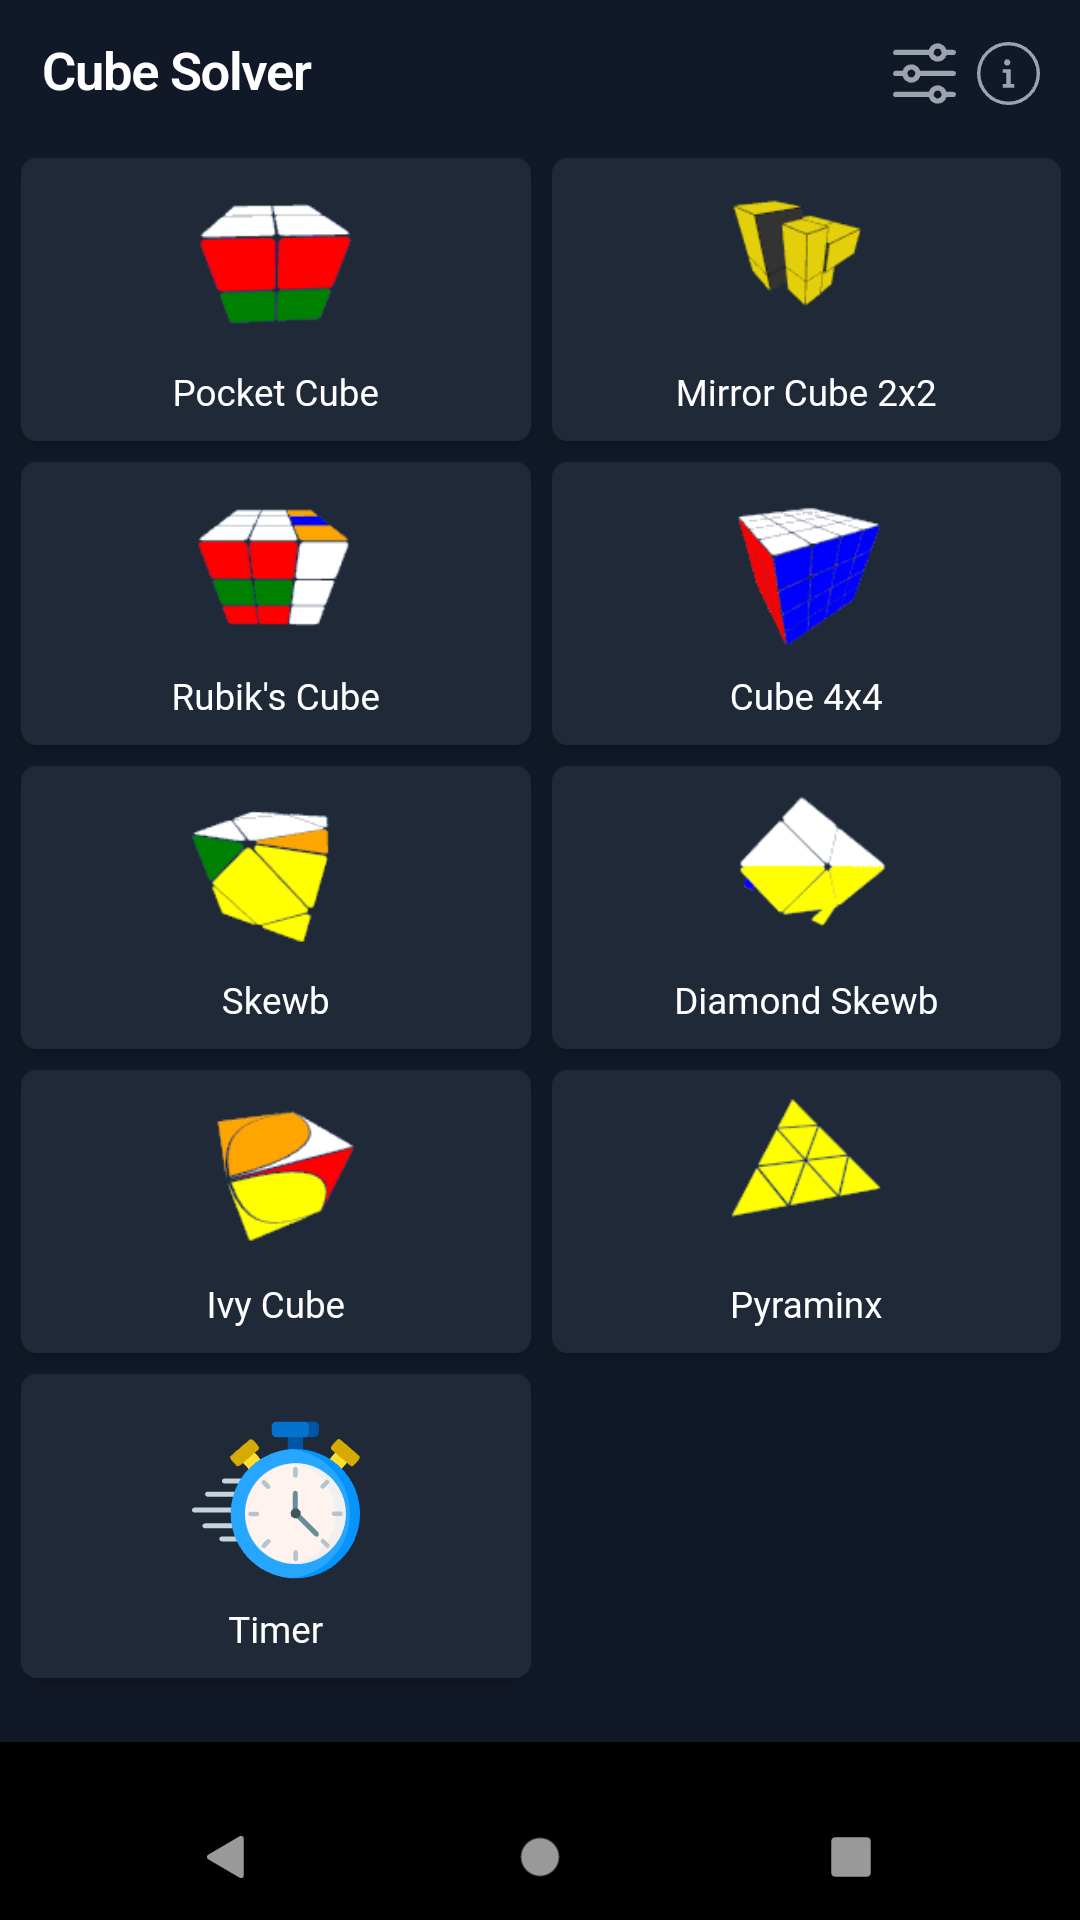 Cube Solver
Pocket Cube
Mirror Cube 2x2
Rubik's Cube
Cube 4x4
Skewb
Diamond Skewb
Ivy Cube
Pyraminx
Timer